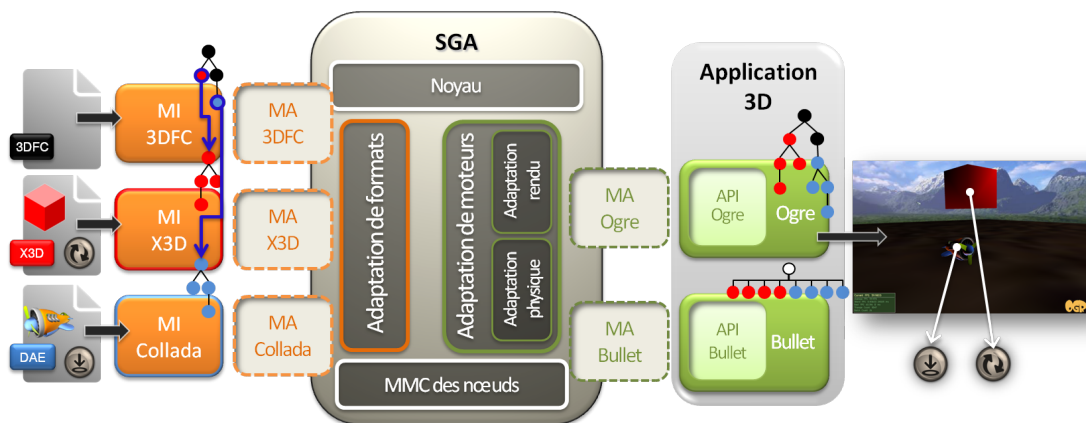 SGA
Noyau
Application
3D
3DFC
MI
3DFC
MA
3DFC
Adaptation de formats
Adaptation de moteurs
Adaptation
rendu
Adaptation
physique
X3D
MI
X3D
MA
X3D
MA
Ogre
API
Ogre
Ogre
DAE
MI
Collada
MA
Collada
MA
Bullet
API
Bullet
Bullet
MMC des nœuds